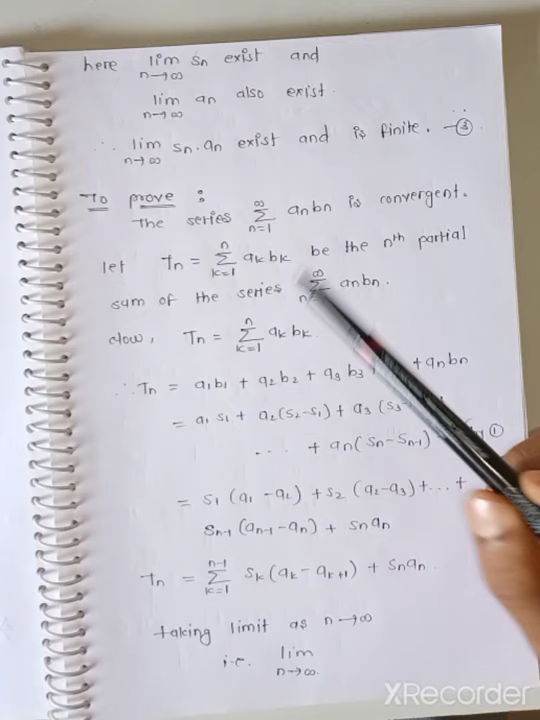 here lim sn exist and
n→∞
lim an also exist.
n→∞
∴ lim sn.an exist and is finite. —③
n→∞
To prove :
the series ∞∑n=1 anbn is convergent.
let Tn = n∑k=1 akbk be the nth partial
sum of the series ∞∑ anbn.
Now, Tn = n∑k=1 akbk.
∴ Tn = a1b1 + a2b2 + a3b3 + anbn
= a1s1 + a2(s2-s1) + a3(s3-
.... + an(sn-sn-1) ①
= s1(a1-a2) + s2(a2-a3) +...+
sn-1(an-1-an) + snan
Tn = n-1∑k=1 sk(ak-ak+1) + snan.
taking limit as n→∞
i.e. lim
n→∞
XRecorder